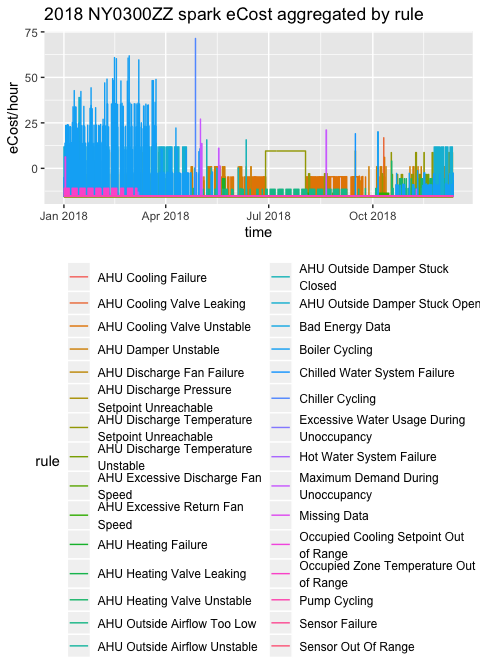 2018 NY0300ZZ spark eCost aggregated by rule
75
50
25
0
eCost/hour
Jan 2018
Apr 2018
Jul 2018
Oct 2018
time
rule
AHU Cooling Failure
AHU Cooling Valve Leaking
AHU Cooling Valve Unstable
AHU Damper Unstable
AHU Discharge Fan Failure
AHU Discharge Pressure
Setpoint Unreachable
AHU Discharge Temperature
Setpoint Unreachable
AHU Discharge Temperature
Unstable
AHU Excessive Discharge Fan
Speed
AHU Excessive Return Fan
Speed
AHU Heating Failure
AHU Heating Valve Leaking
AHU Heating Valve Unstable
AHU Outside Airflow Too Low
AHU Outside Airflow Unstable
AHU Outside Damper Stuck
Closed
AHU Outside Damper Stuck Open
Bad Energy Data
Boiler Cycling
Chilled Water System Failure
Chiller Cycling
Excessive Water Usage During
Unoccupancy
Hot Water System Failure
Maximum Demand During
Unoccupancy
Missing Data
Occupied Cooling Setpoint Out
of Range
Occupied Zone Temperature Out
of Range
Pump Cycling
Sensor Failure
Sensor Out Of Range